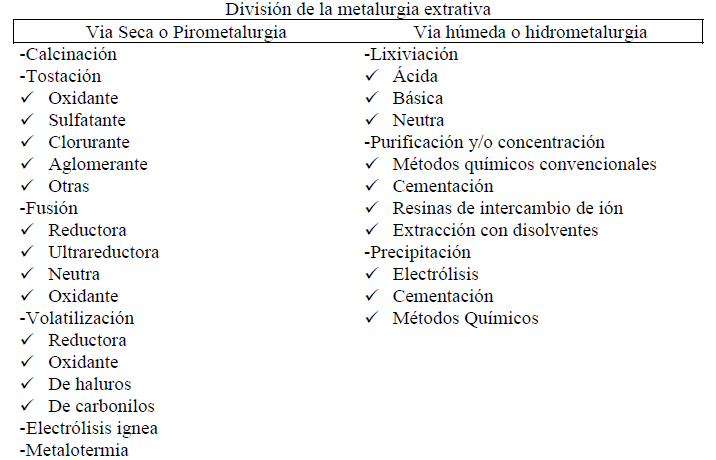 División de la metalurgia extrativa
Via Seca o Pirometalurgia
-Calcinación
-Tostación
✓ Oxidante
✓ Sulfatante
✓ Clorurante
✓ Aglomerante
✓ Otras
-Fusión
✓ Reductora
✓ Ultrareductora
✓ Neutra
✓ Oxidante
-Volatilización
✓ Reductora
✓ Oxidante
✓ De haluros
✓ De carbonilos
-Electrólisis ignea
-Metalotermia
Via húmeda o hidrometalurgia
-Lixiviación
✓ Ácida
✓ Básica
✓ Neutra
-Purificación y/o concentración
✓ Métodos químicos convencionales
✓ Cementación
✓ Resinas de intercambio de ión
✓ Extracción con disolventes
-Precipitación
✓ Electrólisis
✓ Cementación
✓ Métodos Químicos